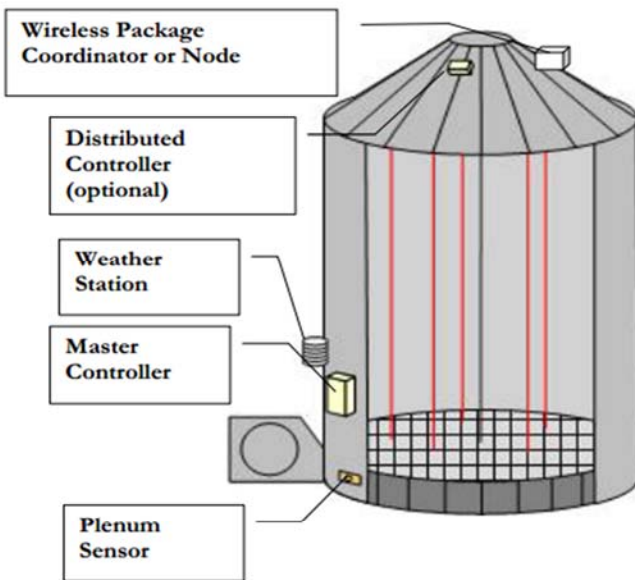 Wireless Package
Coordinator or Node
Distributed
Controller
(optional)
Weather
Station
Master
Controller
Plenum
Sensor